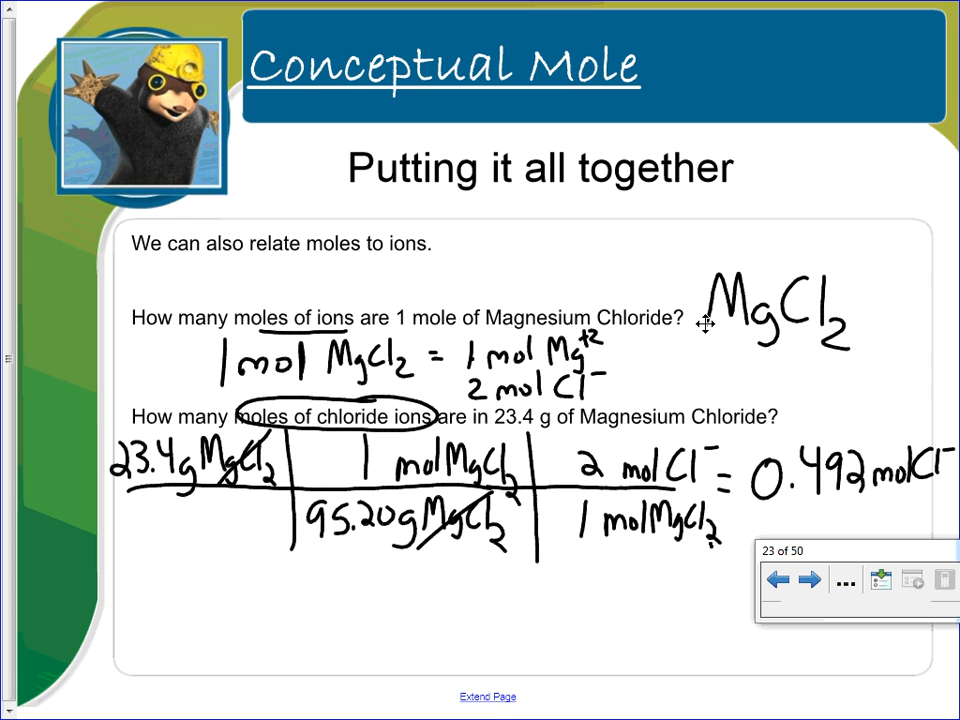 Conceptual Mole
Putting it all together
We can also relate moles to ions.
MgCl2
How many moles of ions are 1 mole of Magnesium Chloride?
1 mol MgCl2 = 1 mol Mg+2
2 mol Cl-
How many moles of chloride ions are in 23.4 g of Magnesium Chloride?
23.4g MgCl2 1 mol MgCl2 2 mol Cl- = 0.492 mol Cl-
95.20g MgCl2 1 mol MgCl2
23 of 50
...
Extend Page